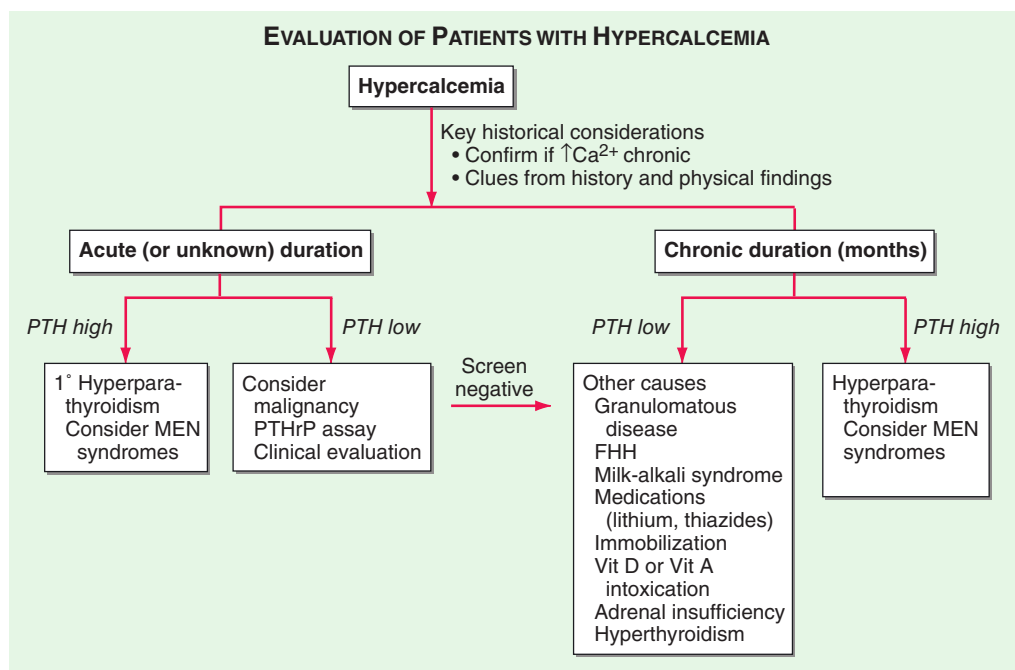 EVALUATION OF PATIENTS WITH HYPERCALCEMIA
Hypercalcemia
Key historical considerations
• Confirm if ↑Ca²⁺ chronic
• Clues from history and physical findings
Acute (or unknown) duration
Chronic duration (months)
PTH high
PTH low
PTH low
PTH high
1° Hyperpara-
thyroidism
Consider MEN
syndromes
Consider
malignancy
PTHrP assay
Clinical evaluation
Screen
negative
Other causes
Granulomatous
disease
FHH
Milk-alkali syndrome
Medications
(lithium, thiazides)
Immobilization
Vit D or Vit A
intoxication
Adrenal insufficiency
Hyperthyroidism
Hyperpara-
thyroidism
Consider MEN
syndromes